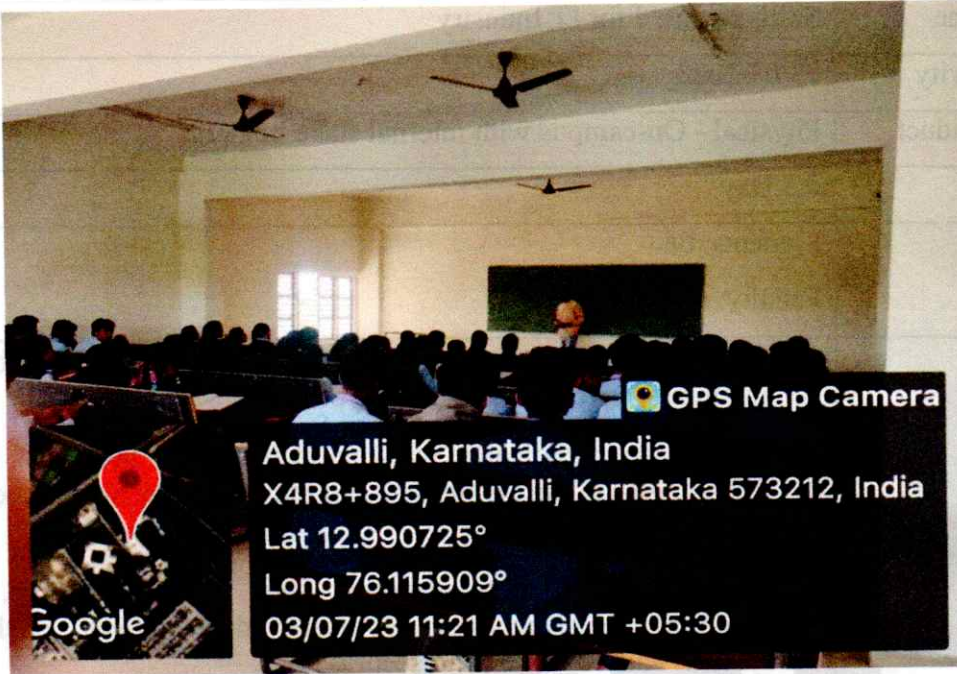 GPS Map Camera
Aduvalli, Karnataka, India
X4R8+895, Aduvalli, Karnataka 573212, India
Lat 12.990725°
Long 76.115909°
03/07/23 11:21 AM GMT +05:30
Google